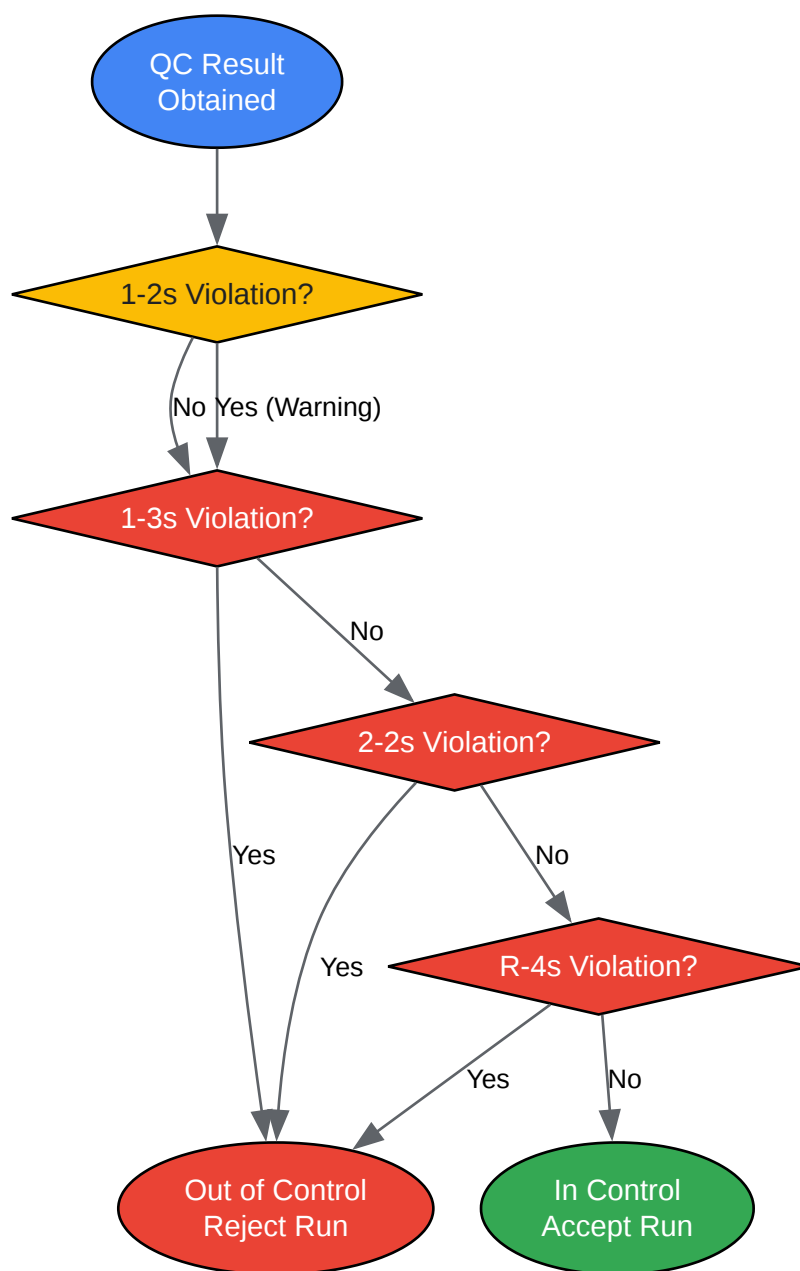 QC Result
Obtained
1-2s Violation?
No
Yes (Warning)
1-3s Violation?
No
2-2s Violation?
Yes
No
Yes
R-4s Violation?
Yes
No
Out of Control
Reject Run
In Control
Accept Run